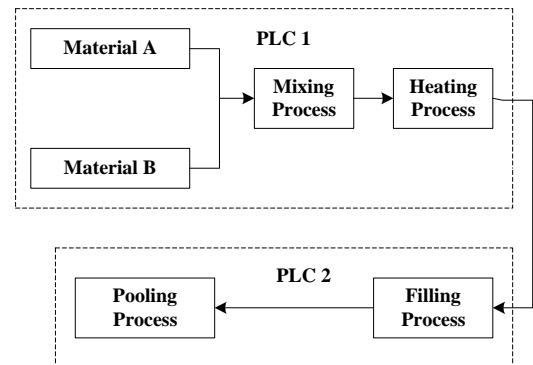 PLC 1
Material A
Mixing
Process
Heating
Process
Material B
PLC 2
Pooling
Process
Filling
Process